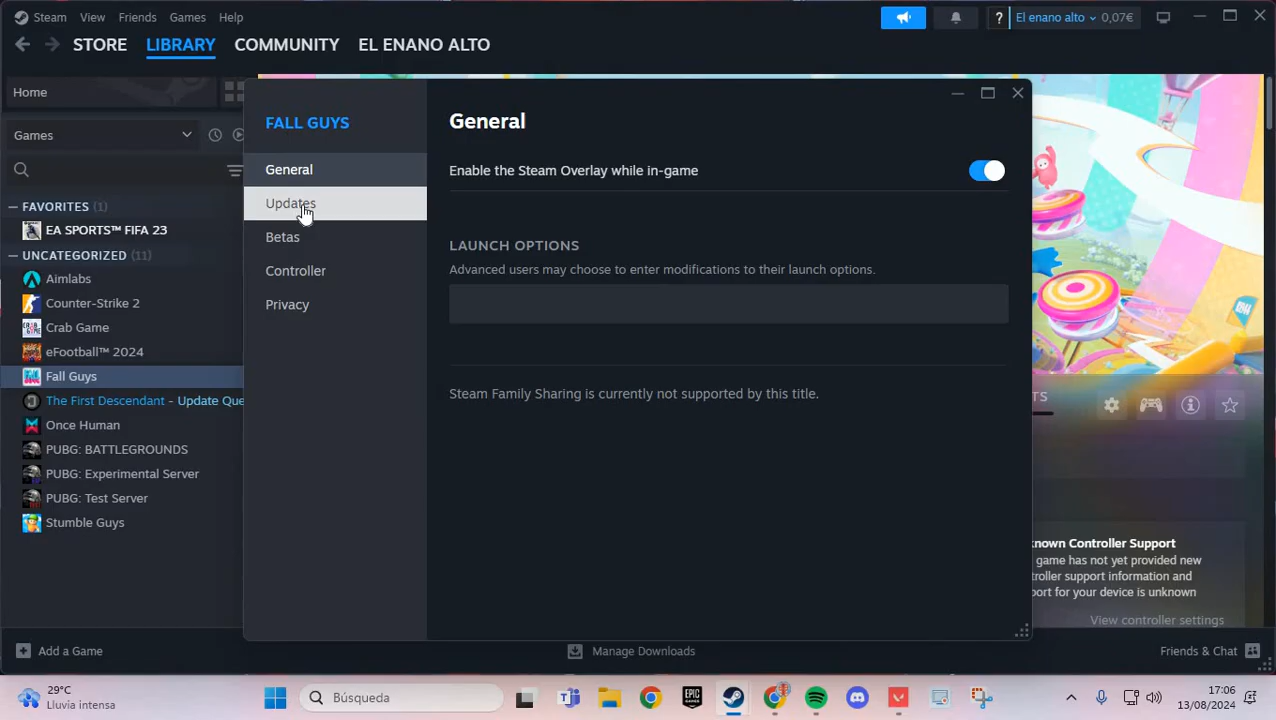 Steam View Friends Games Help
? El enano alto 0,07€
STORE LIBRARY COMMUNITY EL ENANO ALTO
Home
Games
FAVORITES (1)
EA SPORTS™ FIFA 23
UNCATEGORIZED (11)
Aimlabs
Counter-Strike 2
Crab Game
eFootball™ 2024
Fall Guys
The First Descendant - Update Que
Once Human
PUBG: BATTLEGROUNDS
PUBG: Experimental Server
PUBG: Test Server
Stumble Guys
FALL GUYS
General
Updates
Betas
Controller
Privacy
General
Enable the Steam Overlay while in-game
LAUNCH OPTIONS
Advanced users may choose to enter modifications to their launch options.
Steam Family Sharing is currently not supported by this title.
TS
nown Controller Support
game has not yet provided new
roller support information and
ort for your device is unknown
View controller settings
Add a Game
Manage Downloads
Friends & Chat
29°C
Lluvia intensa
Búsqueda
EPIC GAMES
17:06
13/08/2024